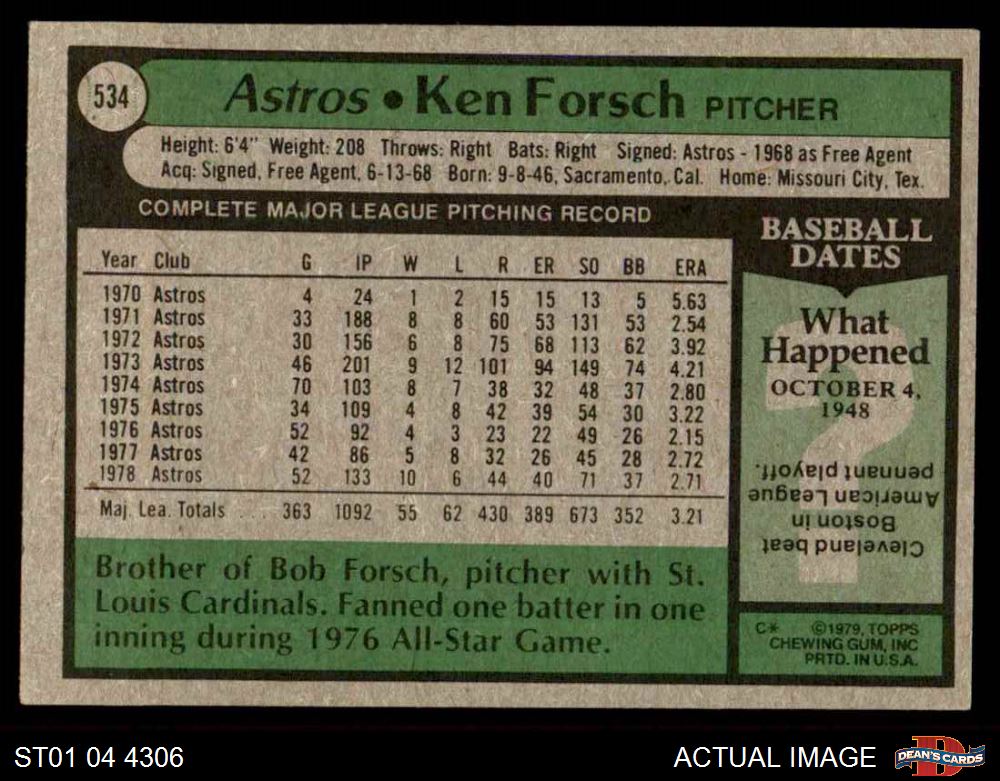 534
Astros • Ken Forsch PITCHER
Height: 6'4" Weight: 208 Throws: Right Bats: Right Signed: Astros - 1968 as Free Agent
Acq: Signed, Free Agent, 6-13-68 Born: 9-8-46, Sacramento, Cal. Home: Missouri City, Tex.
COMPLETE MAJOR LEAGUE PITCHING RECORD
Year Club G IP W L R ER SO BB ERA
1970 Astros 4 24 1 2 15 15 13 5 5.63
1971 Astros 33 188 8 8 60 53 131 53 2.54
1972 Astros 30 156 6 8 75 68 113 62 3.92
1973 Astros 46 201 9 12 101 94 149 74 4.21
1974 Astros 70 103 8 7 38 32 48 37 2.80
1975 Astros 34 109 4 8 42 39 54 30 3.22
1976 Astros 52 92 4 3 23 22 49 26 2.15
1977 Astros 42 86 5 8 32 26 45 28 2.72
1978 Astros 52 133 10 6 44 40 71 37 2.71
Maj. Lea. Totals ... 363 1092 55 62 430 389 673 352 3.21
Brother of Bob Forsch, pitcher with St.
Louis Cardinals. Fanned one batter in one
inning during 1976 All-Star Game.
BASEBALL
DATES
What
Happened
OCTOBER 4,
1948
?
Cleveland beat
Boston in
American League
pennant playoff.
C* ©1979, TOPPS
CHEWING GUM, INC
PRTD. IN U.S.A.
ST01 04 4306
ACTUAL IMAGE
D
DEAN'S CARDS